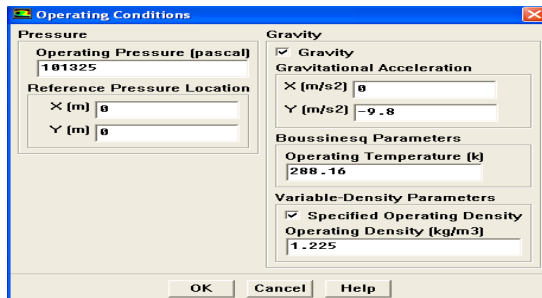 Operating Conditions
Pressure
Operating Pressure (pascal)
101325
Reference Pressure Location
X (m) 0
Y (m) 0
Gravity
Gravity
Gravitational Acceleration
X (m/s2) 0
Y (m/s2) -9.8
Boussinesq Parameters
Operating Temperature (k)
288.16
Variable-Density Parameters
Specified Operating Density
Operating Density (kg/m3)
1.225
OK Cancel Help